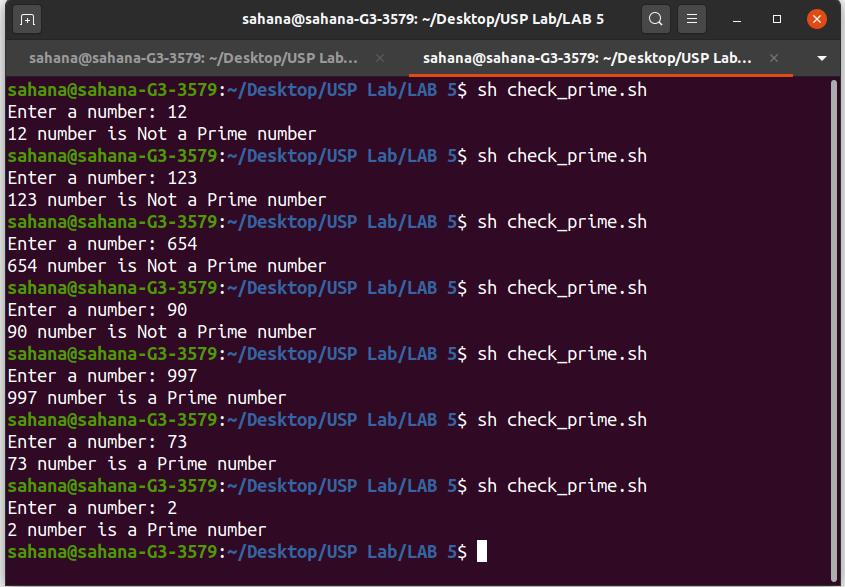 sahana@sahana-G3-3579: ~/Desktop/USP Lab/LAB 5
sahana@sahana-G3-3579: ~/Desktop/USP Lab...
sahana@sahana-G3-3579: ~/Desktop/USP Lab...
sahana@sahana-G3-3579:~/Desktop/USP Lab/LAB 5$ sh check_prime.sh
Enter a number: 12
12 number is Not a Prime number
sahana@sahana-G3-3579:~/Desktop/USP Lab/LAB 5$ sh check_prime.sh
Enter a number: 123
123 number is Not a Prime number
sahana@sahana-G3-3579:~/Desktop/USP Lab/LAB 5$ sh check_prime.sh
Enter a number: 654
654 number is Not a Prime number
sahana@sahana-G3-3579:~/Desktop/USP Lab/LAB 5$ sh check_prime.sh
Enter a number: 90
90 number is Not a Prime number
sahana@sahana-G3-3579:~/Desktop/USP Lab/LAB 5$ sh check_prime.sh
Enter a number: 997
997 number is a Prime number
sahana@sahana-G3-3579:~/Desktop/USP Lab/LAB 5$ sh check_prime.sh
Enter a number: 73
73 number is a Prime number
sahana@sahana-G3-3579:~/Desktop/USP Lab/LAB 5$ sh check_prime.sh
Enter a number: 2
2 number is a Prime number
sahana@sahana-G3-3579:~/Desktop/USP Lab/LAB 5$